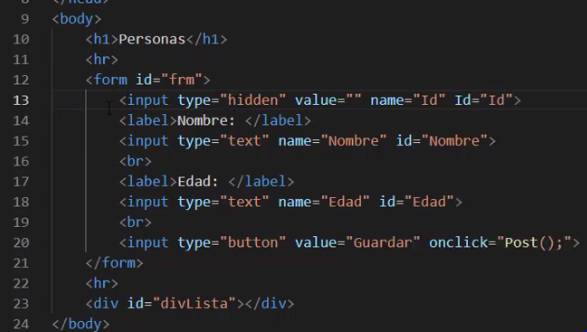 8 </head>
9 <body>
10 <h1>Personas</h1>
11 <hr>
12 <form id="frm">
13 <input type="hidden" value="" name="Id" Id="Id">
14 <label>Nombre: </label>
15 <input type="text" name="Nombre" id="Nombre">
16 <br>
17 <label>Edad: </label>
18 <input type="text" name="Edad" id="Edad">
19 <br>
20 <input type="button" value="Guardar" onclick="Post();">
21 </form>
22 <hr>
23 <div id="divLista"></div>
24 </body>